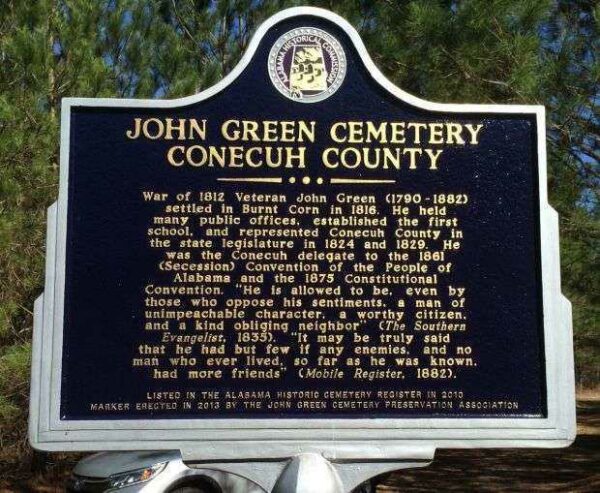 ALABAMA HISTORICAL COMMISSION
JOHN GREEN CEMETERY
CONECUH COUNTY
War of 1812 Veteran John Green (1790-1882)
settled in Burnt Corn in 1816. He held
many public offices, established the first
school, and represented Conecuh County in
the state legislature in 1824 and 1829. He
was the Conecuh delegate to the 1861
(Secession) Convention of the People of
Alabama and the 1875 Constitutional
Convention. "He is allowed to be, even by
those who oppose his sentiments, a man of
unimpeachable character, a worthy citizen,
and a kind obliging neighbor" (The Southern
Evangelist, 1835). "It may be truly said
that he had but few if any enemies, and no
man who ever lived, so far as he was known,
had more friends" (Mobile Register, 1882).
LISTED IN THE ALABAMA HISTORIC CEMETERY REGISTER IN 2010
MARKER ERECTED IN 2013 BY THE JOHN GREEN CEMETERY PRESERVATION ASSOCIATION